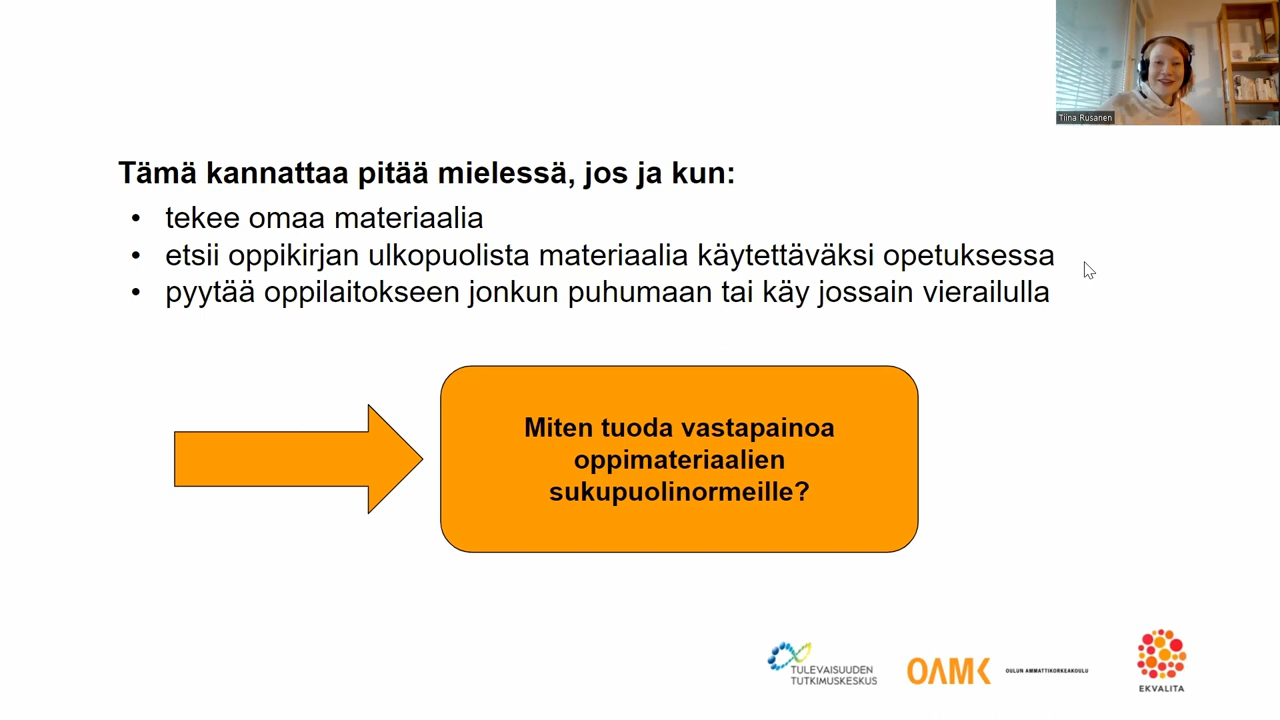 Tiina Rusanen
Tämä kannattaa pitää mielessä, jos ja kun:
• tekee omaa materiaalia
• etsii oppikirjan ulkopuolista materiaalia käytettäväksi opetuksessa
• pyytää oppilaitokseen jonkun puhumaan tai käy jossain vierailulla
Miten tuoda vastapainoa
oppimateriaalien
sukupuolinormeille?
TULEVAISUUDEN
TUTKIMUSKESKUS
OAMK
OULUN AMMATTIKORKEAKOULU
EKVALITA